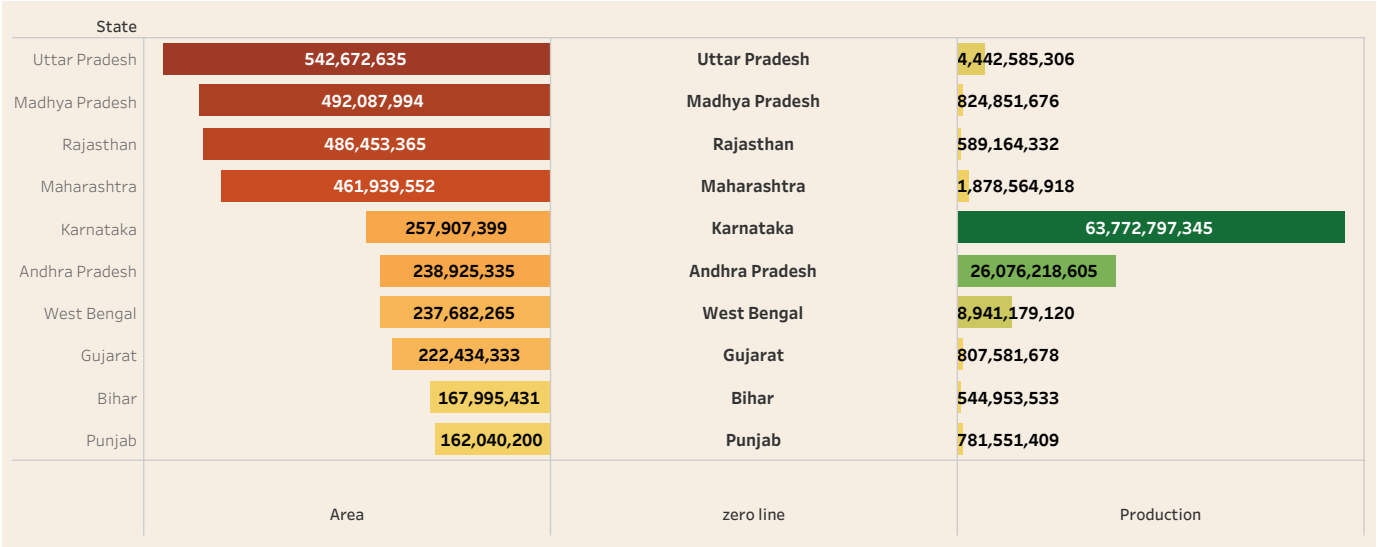 State
Uttar Pradesh 542,672,635 Uttar Pradesh 4,442,585,306
Madhya Pradesh 492,087,994 Madhya Pradesh 824,851,676
Rajasthan 486,453,365 Rajasthan 589,164,332
Maharashtra 461,939,552 Maharashtra 1,878,564,918
Karnataka 257,907,399 Karnataka 63,772,797,345
Andhra Pradesh 238,925,335 Andhra Pradesh 26,076,218,605
West Bengal 237,682,265 West Bengal 8,941,179,120
Gujarat 222,434,333 Gujarat 807,581,678
Bihar 167,995,431 Bihar 544,953,533
Punjab 162,040,200 Punjab 781,551,409
Area zero line Production